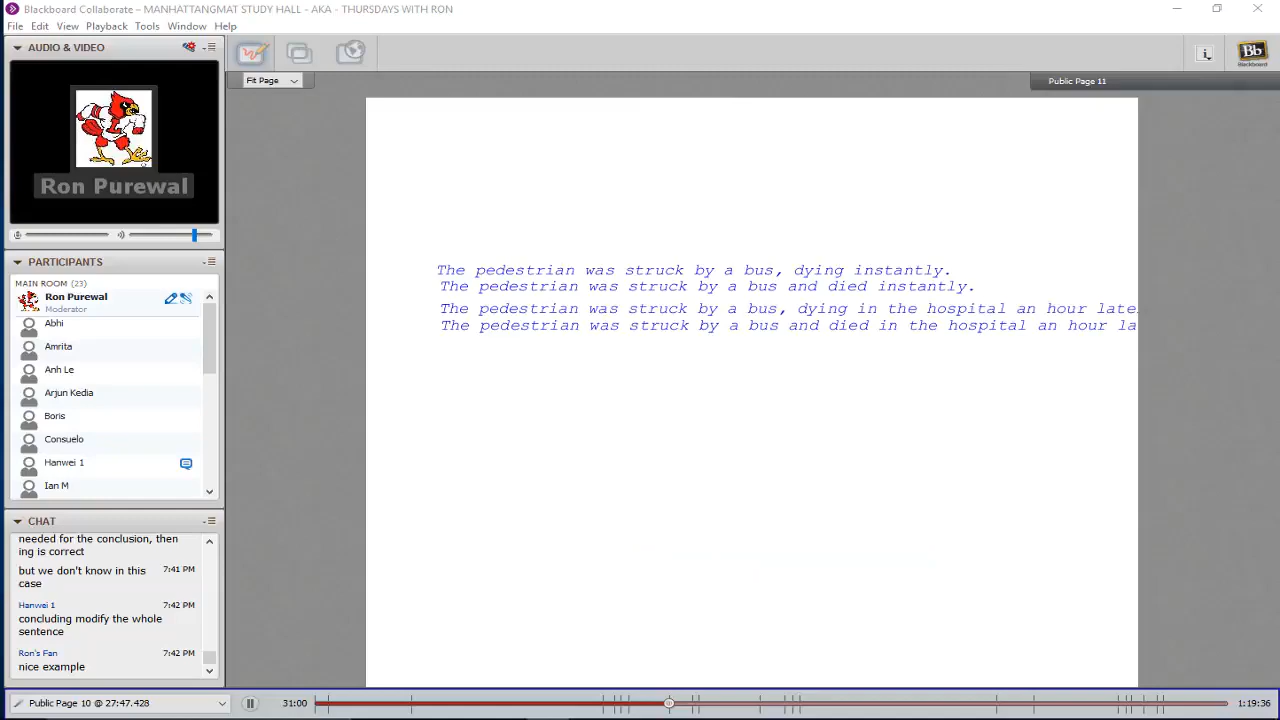 Blackboard Collaborate – MANHATTANGMAT STUDY HALL - AKA - THURSDAYS WITH RON
File Edit View Playback Tools Window Help
AUDIO & VIDEO
Ron Purewal
Fit Page
Public Page 11
Bb
Blackboard
PARTICIPANTS
MAIN ROOM (23)
Ron Purewal
Moderator
Abhi
Amrita
Anh Le
Arjun Kedia
Boris
Consuelo
Hanwei 1
Ian M
The pedestrian was struck by a bus, dying instantly.
The pedestrian was struck by a bus and died instantly.
The pedestrian was struck by a bus, dying in the hospital an hour late
The pedestrian was struck by a bus and died in the hospital an hour la
CHAT
needed for the conclusion, then
ing is correct
but we don't know in this 7:41 PM
case
Hanwei 1 7:42 PM
concluding modify the whole
sentence
Ron's Fan 7:42 PM
nice example
Public Page 10 @ 27:47.428
31:00
1:19:36